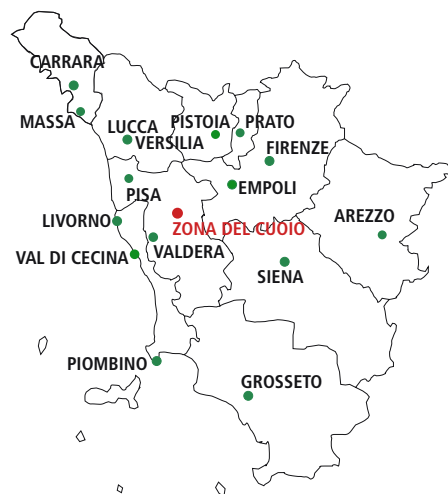 CARRARA
MASSA
LUCCA
VERSILIA
PISTOIA
PRATO
FIRENZE
PISA
EMPOLI
LIVORNO
ZONA DEL CUOIO
AREZZO
VAL DI CECINA
VALDERA
SIENA
PIOMBINO
GROSSETO